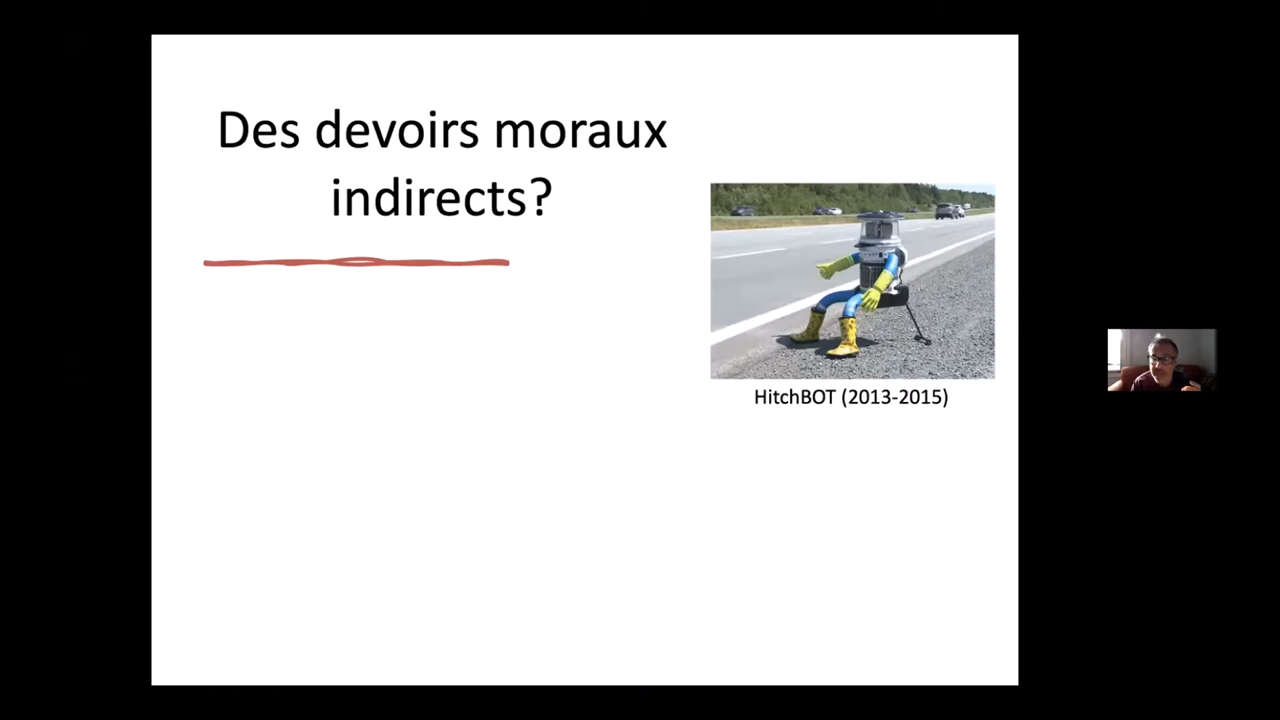 Des devoirs moraux
indirects?
HitchBOT (2013-2015)